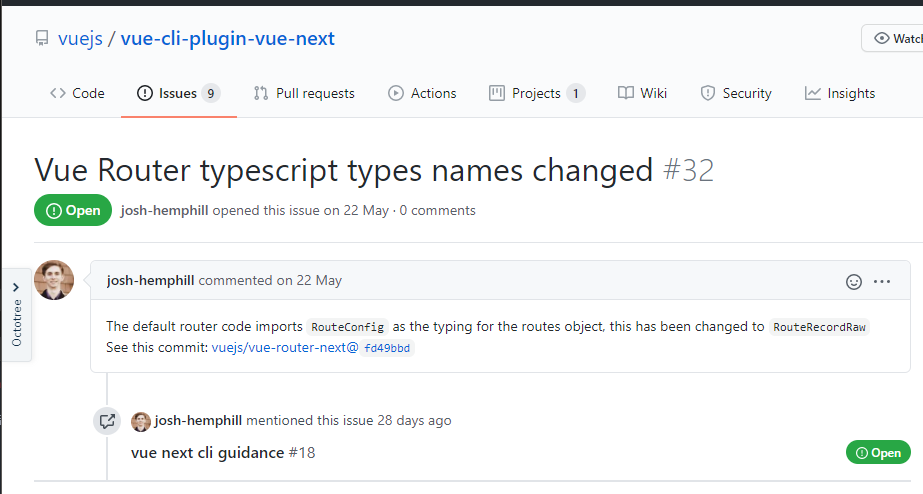 vuejs / vue-cli-plugin-vue-next
Watch
Code
Issues 9
Pull requests
Actions
Projects 1
Wiki
Security
Insights
Vue Router typescript types names changed #32
Open
josh-hemphill opened this issue on 22 May · 0 comments
Octotree
josh-hemphill commented on 22 May
The default router code imports RouteConfig as the typing for the routes object, this has been changed to RouteRecordRaw
See this commit: vuejs/vue-router-next@ fd49bbd
josh-hemphill mentioned this issue 28 days ago
vue next cli guidance #18
Open